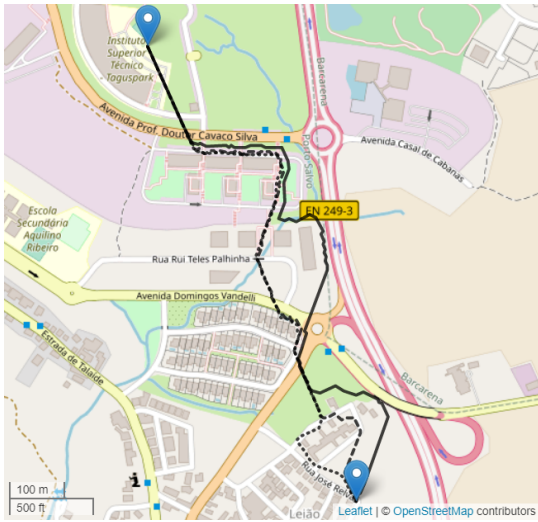 Instituto
Superior
Técnico
Taguspark
Barcarena
Avenida Prof. Doutor Cavaco Silva
Porto Salvo
Avenida Casal de Cabanas
Escola
Secundária
Aquilino
Ribeiro
EN 249-3
Rua Rui Teles Palhinha
Avenida Domingos Vandelli
Estrada de Talaíde
Barcarena
Rua José Relv
Leião
100 m
500 ft
Leaflet | © OpenStreetMap contributors